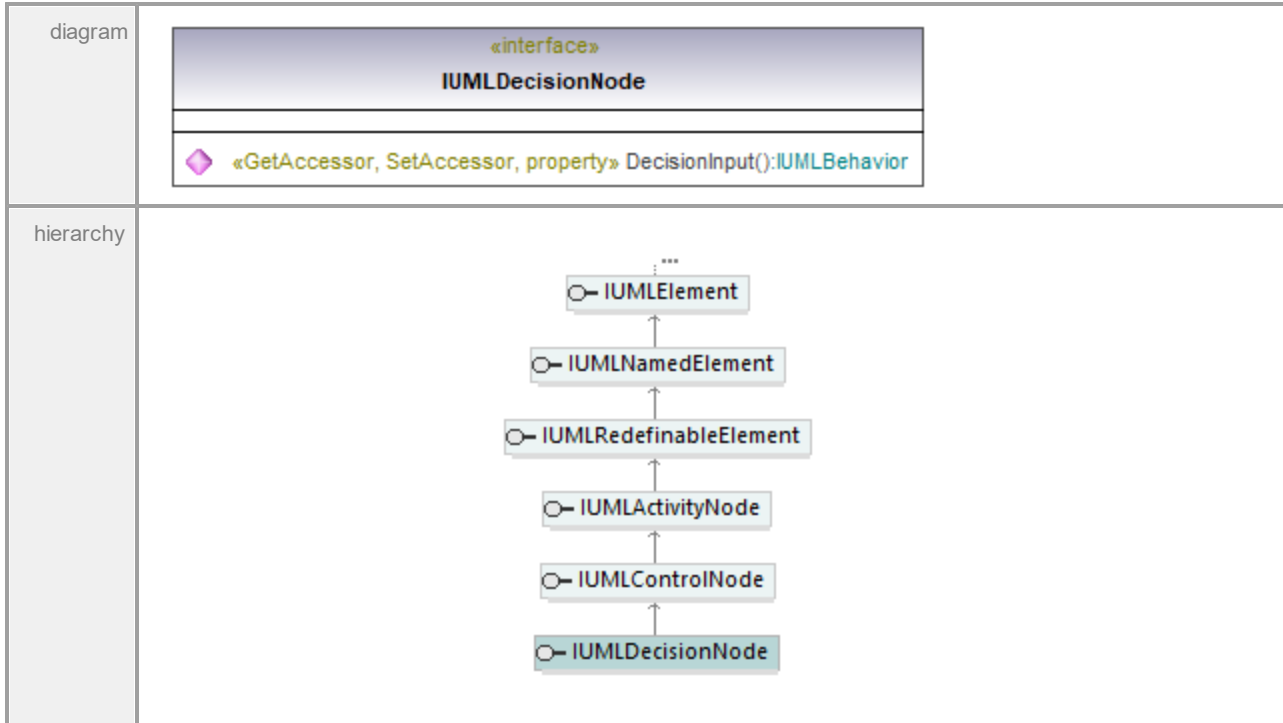 diagram
«interface»
IUMLDecisionNode
«GetAccessor, SetAccessor, property» DecisionInput():IUMLBehavior
hierarchy
...
IUMLElement
IUMLNamedElement
IUMLRedefinableElement
IUMLActivityNode
IUMLControlNode
IUMLDecisionNode